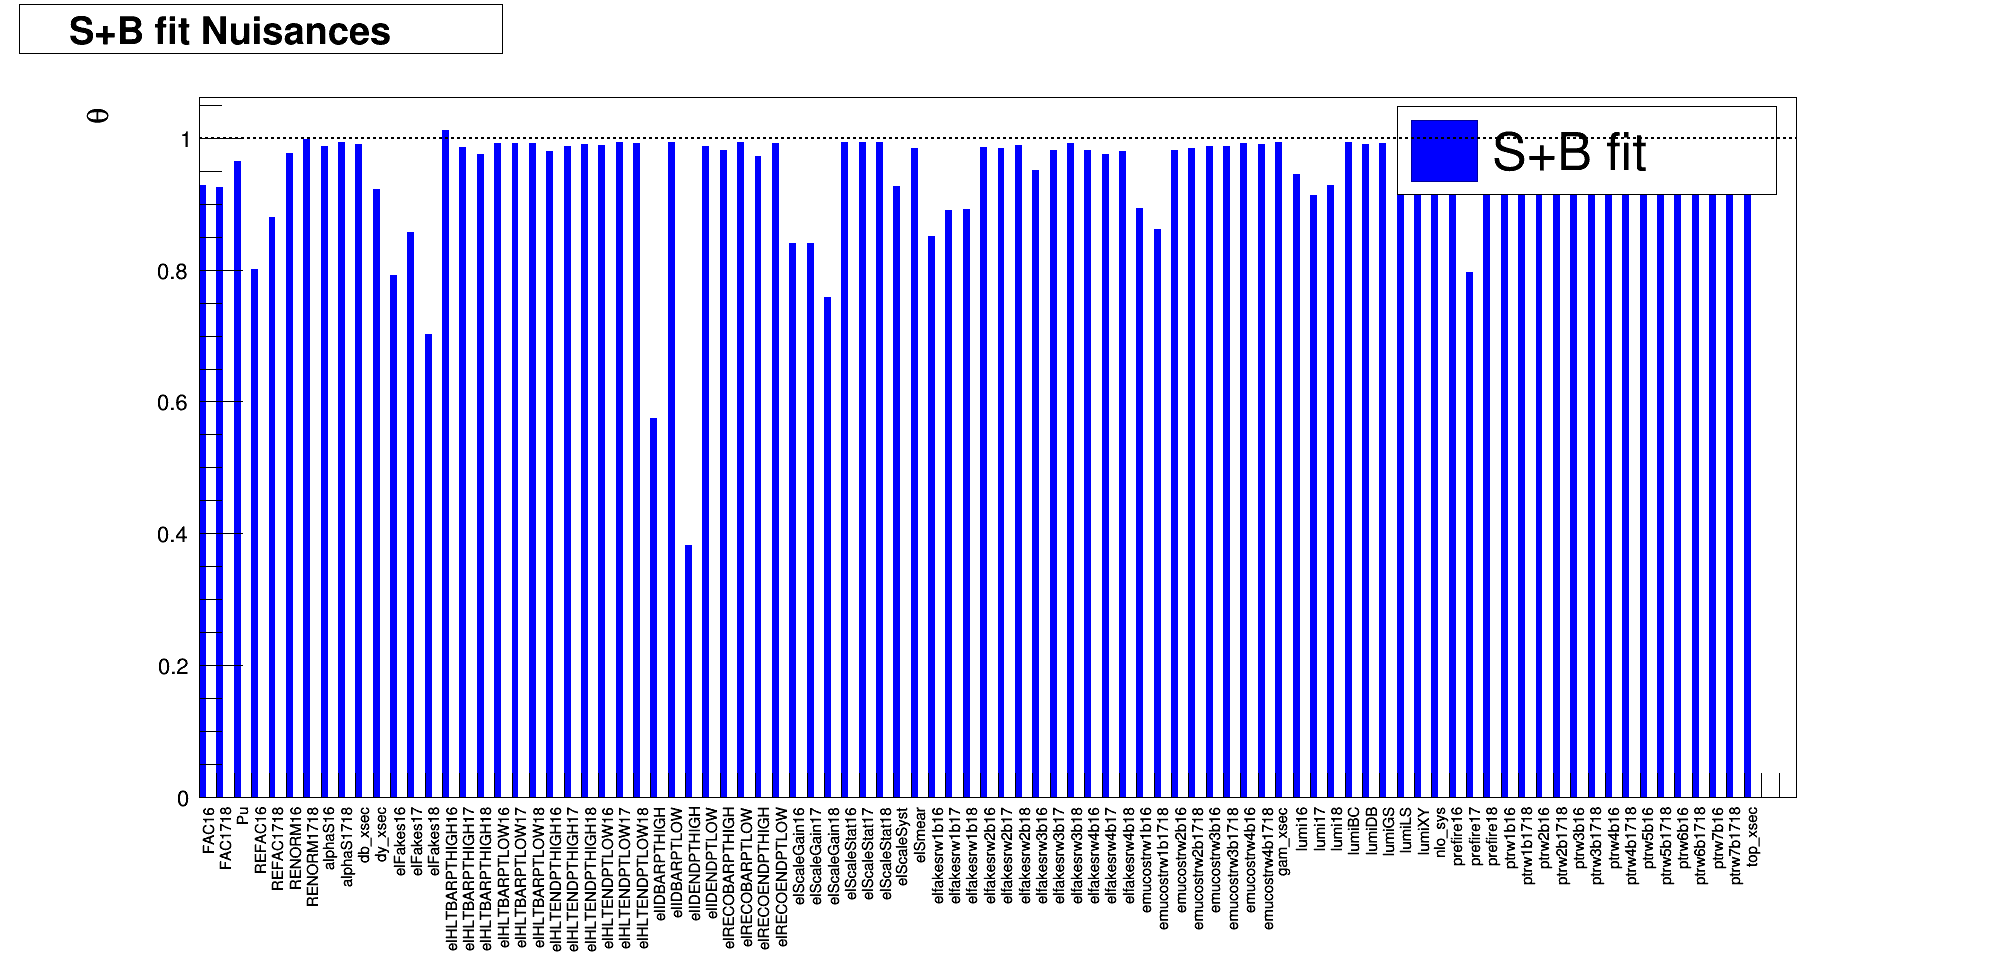 S+B fit Nuisances
θ
S+B fit
1
0.8
0.6
0.4
0.2
0
FAC16
FAC1718
Pu
REFAC16
REFAC1718
RENORM16
RENORM1718
alphaS16
alphaS1718
db_xsec
dy_xsec
elFakes16
elFakes17
elFakes18
elHLTBARPTHIGH16
elHLTBARPTHIGH17
elHLTBARPTHIGH18
elHLTBARPTLOW16
elHLTBARPTLOW17
elHLTBARPTLOW18
elHLTENDPTHIGH16
elHLTENDPTHIGH17
elHLTENDPTHIGH18
elHLTENDPTLOW16
elHLTENDPTLOW17
elHLTENDPTLOW18
elIDBARPTHIGH
elIDBARPTLOW
elIDENDPTHIGH
elIDENDPTLOW
elRECOBARPTHIGH
elRECOBARPTLOW
elRECOENDPTHIGH
elRECOENDPTLOW
elScaleGain16
elScaleGain17
elScaleGain18
elScaleStat16
elScaleStat17
elScaleStat18
elScaleSyst
elSmear
elfakesrw1b16
elfakesrw1b17
elfakesrw1b18
elfakesrw2b16
elfakesrw2b17
elfakesrw2b18
elfakesrw3b16
elfakesrw3b17
elfakesrw3b18
elfakesrw4b16
elfakesrw4b17
elfakesrw4b18
emucostrw1b16
emucostrw1b1718
emucostrw2b16
emucostrw2b1718
emucostrw3b16
emucostrw3b1718
emucostrw4b16
emucostrw4b1718
gam_xsec
lumi16
lumi17
lumi18
lumiBC
lumiDB
lumiGS
lumiLS
lumiXY
nlo_sys
prefire16
prefire17
prefire18
ptrw1b16
ptrw1b1718
ptrw2b16
ptrw2b1718
ptrw3b16
ptrw3b1718
ptrw4b16
ptrw4b1718
ptrw5b16
ptrw5b1718
ptrw6b16
ptrw6b1718
ptrw7b16
ptrw7b1718
top_xsec